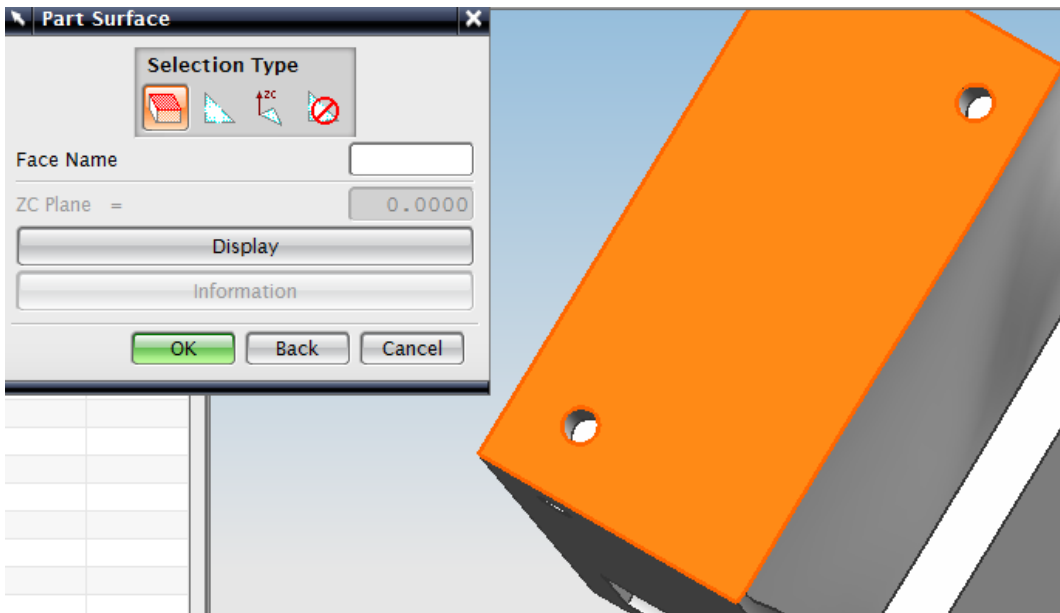 Part Surface
Selection Type
ZC
Face Name
ZC Plane =
0.0000
Display
Information
OK
Back
Cancel